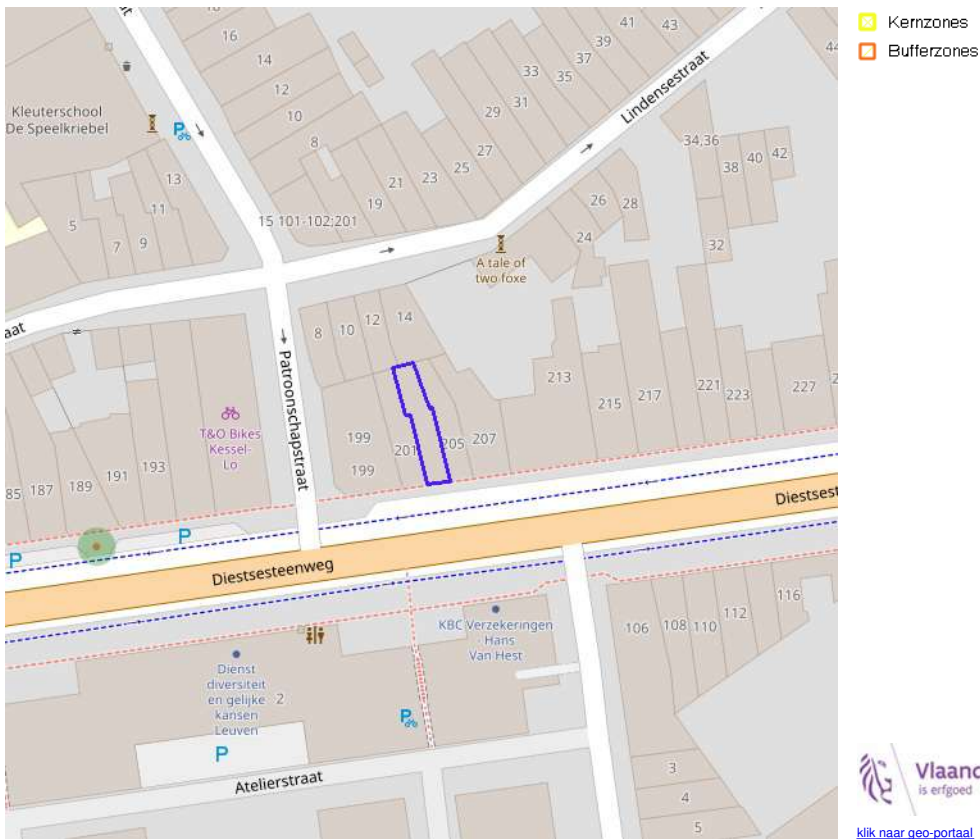 Kernzones
Bufferzones
16
14
12
10
8
41
43
39
37
35
33
31
29
27
25
23
21
19
Lindensestraat
44
34,36
38
40
42
Kleuterschool
De Speelkriebel
13
11
5
7
9
15 101-102;201
26
28
24
32
A tale of
two foxe
8
10
12
14
aat
Patroonschapstraat
T&O Bikes
Kessel-
Lo
199
199
201
205
207
213
215
217
221
223
227
85
187
189
191
193
P
P
Diestsest
Diestsesteenweg
KBC Verzekeringen
- Hans
Van Hest
106
108
110
112
116
Dienst
diversiteit
en gelijke
kansen
Leuven
2
P
P
Atelierstraat
3
4
5
Vlaand
is erfgoed
klik naar geo-portaal